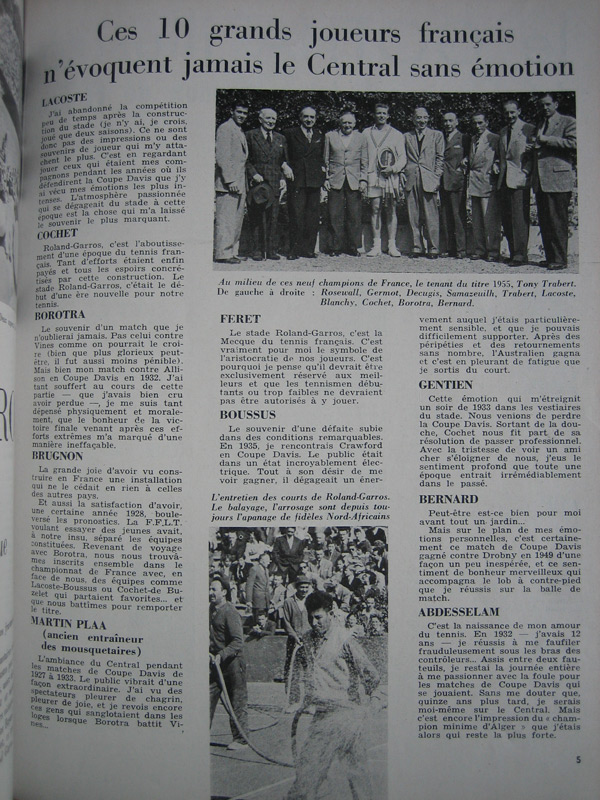 Ces 10 grands joueurs français
n'évoquent jamais le Central sans émotion
LACOSTE
J'ai abandonné la compétition
peu de temps après la construc-
tion du stade (je n'y ai, je crois,
joué que deux saisons). Ce ne sont
donc pas des impressions ou des
souvenirs de joueur qui m'y atta-
chent le plus. C'est en regardant
jouer ceux qui étaient mes com-
pagnons pendant les années où ils
défendirent la Coupe Davis que j'y
ai vécu mes émotions les plus in-
tenses. L'atmosphère passionnée
qui se dégageait du stade à cette
époque est la chose qui m'a laissé
le souvenir le plus marquant.
COCHET
Roland-Garros, c'est l'aboutisse-
ment d'une époque du tennis fran-
çais. Tant d'efforts étaient enfin
payés et tous les espoirs concré-
tisés par cette construction. Le
stade Roland-Garros, c'était le dé-
but d'une ère nouvelle pour notre
tennis.
BOROTRA
Le souvenir d'un match que je
n'oublierai jamais. Pas celui contre
Vines comme on pourrait le croi-
re (bien que plus glorieux peut-
être, il fut aussi moins pénible).
Mais bien mon match contre Alli-
son en Coupe Davis en 1932. J'ai
tant souffert au cours de cette
partie — que j'avais bien cru
avoir perdue —, je me suis tant
dépensé physiquement et morale-
ment, que le bonheur de la vic-
toire finale venant après ces ef-
forts extrêmes m'a marqué d'une
manière ineffaçable.
BRUGNON
La grande joie d'avoir vu cons-
truire en France une installation
qui ne le cédait en rien à celles
des autres pays.
Et aussi la satisfaction d'avoir,
une certaine année 1928, boule-
versé les pronostics. La F.F.L.T.
voulant essayer des jeunes avait,
à notre insu, séparé les équipes
constituées. Revenant de voyage
avec Borotra, nous nous trouvâ-
mes inscrits ensemble dans le
championnat de France avec, en
face de nous, des équipes comme
Lacoste-Boussus ou Cochet-de Bu-
zelet qui partaient favorites... et
que nous battîmes pour remporter
le titre.
MARTIN PLAA
(ancien entraîneur
des mousquetaires)
L'ambiance du Central pendant
les matches de Coupe Davis de
1927 à 1933. Le public vibrait d'une
façon extraordinaire. J'ai vu des
spectateurs pleurer de chagrin,
pleurer de joie, et je revois encore
ces gens qui sanglotaient dans les
loges lorsque Borotra battit Vi-
nes...
Au milieu de ces neuf champions de France, le tenant du titre 1955, Tony Trabert.
De gauche à droite : Rosewall, Germot, Decugis, Samazeuilh, Trabert, Lacoste,
Blanchy, Cochet, Borotra, Bernard.
FERET
Le stade Roland-Garros, c'est la
Mecque du tennis français. C'est
vraiment pour moi le symbole de
l'aristocratie de nos joueurs. C'est
pourquoi je pense qu'il devrait être
exclusivement réservé aux meil-
leurs et que les tennismen débu-
tants ou trop faibles ne devraient
pas être autorisés à y jouer.
BOUSSUS
Le souvenir d'une défaite subie
dans des conditions remarquables.
En 1935, je rencontrais Crawford
en Coupe Davis. Le public était
dans un état incroyablement élec-
trique. Tout à son désir de me
voir gagner, il dégageait un éner-
L'entretien des courts de Roland-Garros.
Le balayage, l'arrosage sont depuis tou-
jours l'apanage de fidèles Nord-Africains
vement auquel j'étais particulière-
ment sensible, et que je pouvais
difficilement supporter. Après des
péripéties et des retournements
sans nombre, l'Australien gagna
et c'est en pleurant de fatigue que
je sortis du court.
GENTIEN
Cette émotion qui m'étreignit
un soir de 1933 dans les vestiaires
du stade. Nous venions de perdre
la Coupe Davis. Sortant de la dou-
che, Cochet nous fit part de sa
résolution de passer professionnel.
Avec la tristesse de voir un ami
cher s'éloigner de nous, j'eus le
sentiment profond que toute une
époque entrait irrémédiablement
dans le passé.
BERNARD
Peut-être est-ce bien pour moi
avant tout un jardin...
Mais sur le plan de mes émo-
tions personnelles, c'est certaine-
ment ce match de Coupe Davis
gagné contre Drobny en 1949 d'une
façon un peu inespérée, et ce sen-
timent de bonheur merveilleux qui
accompagna le lob à contre-pied
que je réussis sur la balle de
match.
ABDESSELAM
C'est la naissance de mon amour
du tennis. En 1932 — j'avais 12
ans — je réussis à me faufiler
frauduleusement sous les bras des
contrôleurs... Assis entre deux fau-
teuils, je restai la journée entière
à me passionner avec la foule pour
les matches de Coupe Davis qui
se jouaient. Sans me douter que,
quinze ans plus tard, je serais
moi-même sur le Central. Mais
c'est encore l'impression du « cham-
pion minime d'Alger » que j'étais
alors qui reste la plus forte.
5